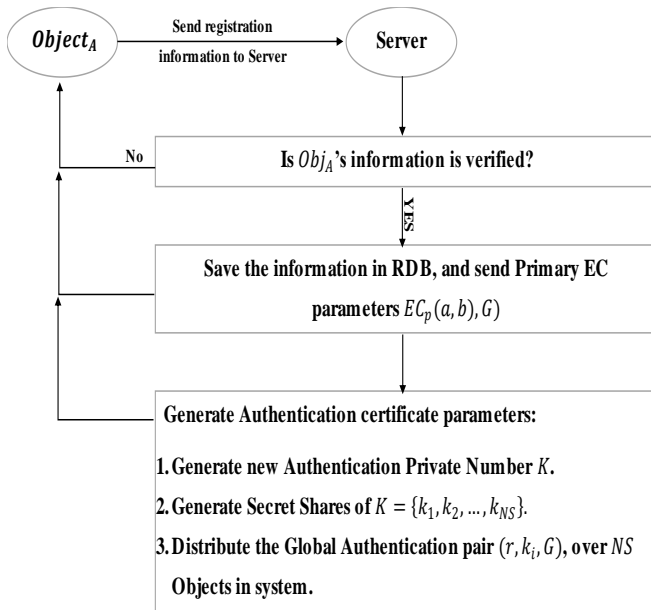 Object_A
Send registration
information to Server
Server
No
Is Obj_A's information is verified?
YES
Save the information in RDB, and send Primary EC
parameters EC_p(a, b), G)
Generate Authentication certificate parameters:
1. Generate new Authentication Private Number K.
2. Generate Secret Shares of K = {k_1, k_2, ..., k_{NS}}.
3. Distribute the Global Authentication pair (r, k_i, G), over NS
Objects in system.